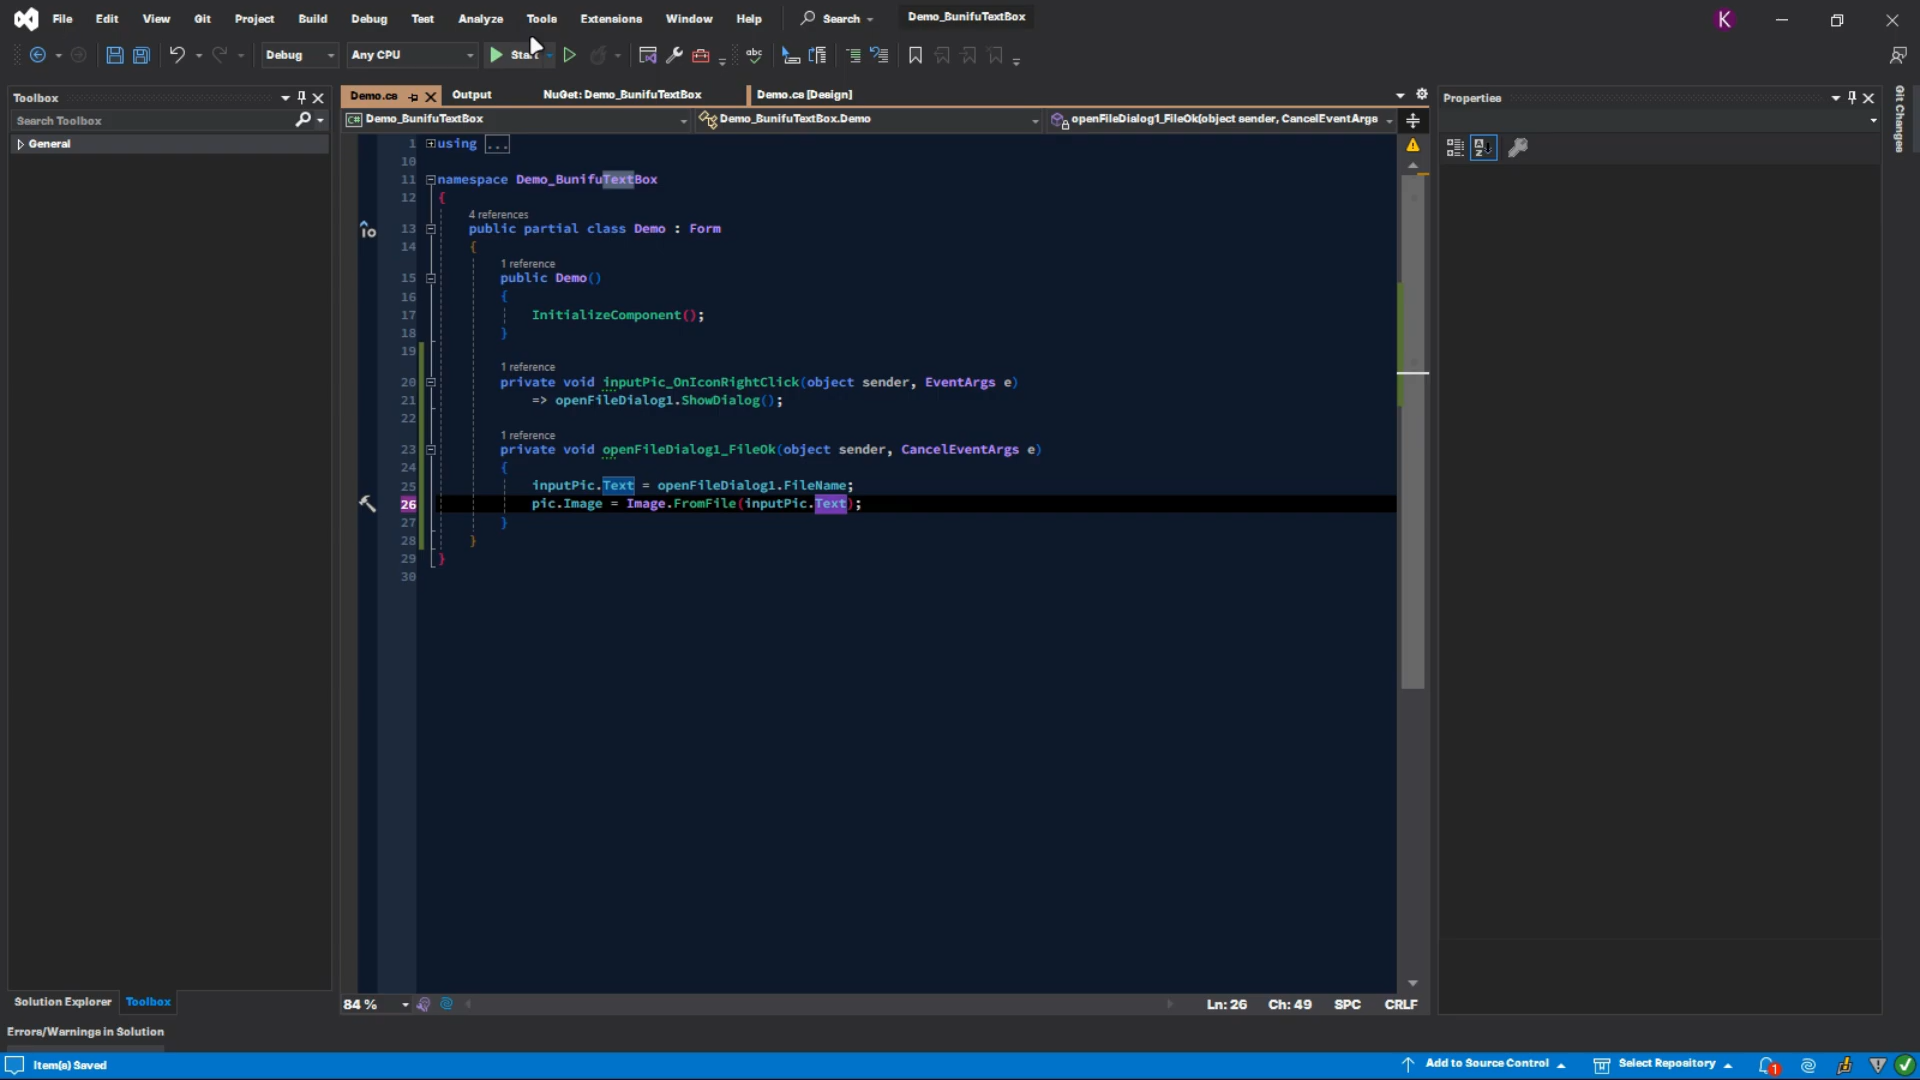 File Edit View Git Project Build Debug Test Analyze Tools Extensions Window Help Search Demo_BunifuTextBox K
Debug Any CPU Start abc
Toolbox
Search Toolbox
General
Demo.cs Output NuGet: Demo_BunifuTextBox Demo.cs [Design]
Demo_BunifuTextBox Demo_BunifuTextBox.Demo openFileDialog1_FileOk(object sender, CancelEventArgs
1 using ...
10
11 namespace Demo_BunifuTextBox
12 {
4 references
13 public partial class Demo : Form
14 {
1 reference
15 public Demo()
16 {
17 InitializeComponent();
18 }
19
1 reference
20 private void inputPic_OnIconRightClick(object sender, EventArgs e)
21 => openFileDialog1.ShowDialog();
22
1 reference
23 private void openFileDialog1_FileOk(object sender, CancelEventArgs e)
24 {
25 inputPic.Text = openFileDialog1.FileName;
26 pic.Image = Image.FromFile(inputPic.Text);
27 }
28 }
29 }
30
84 % Ln: 26 Ch: 49 SPC CRLF
Properties
Git Changes
Solution Explorer Toolbox
Errors/Warnings in Solution
Item(s) Saved Add to Source Control Select Repository 1